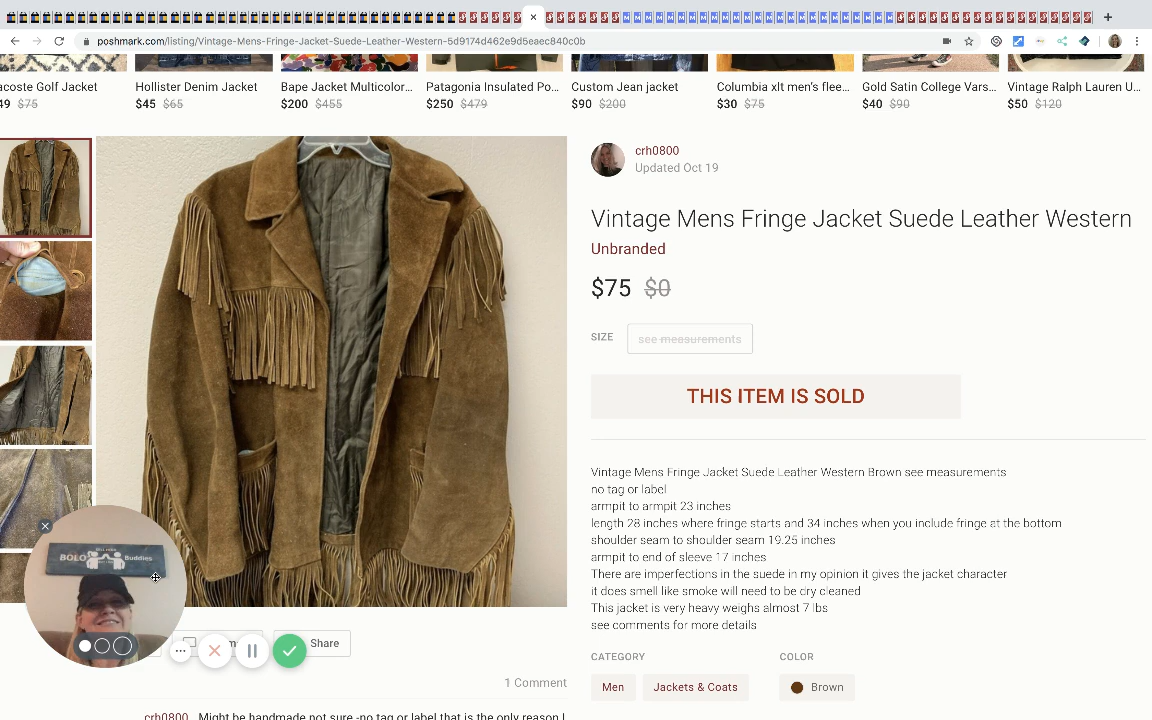 poshmark.com/listing/Vintage-Mens-Fringe-Jacket-Suede-Leather-Western-5d9174d462e9d5eaec840c0b
acoste Golf Jacket
Hollister Denim Jacket
Bape Jacket Multicolor...
Patagonia Insulated Po...
Custom Jean jacket
Columbia xlt men's flee...
Gold Satin College Vars...
Vintage Ralph Lauren U...
49 $75
$45 $65
$200 $455
$250 $479
$90 $200
$30 $75
$40 $90
$50 $120
crh0800
Updated Oct 19
Vintage Mens Fringe Jacket Suede Leather Western
Unbranded
$75 $0
SIZE
see measurements
THIS ITEM IS SOLD
Vintage Mens Fringe Jacket Suede Leather Western Brown see measurements
no tag or label
armpit to armpit 23 inches
length 28 inches where fringe starts and 34 inches when you include fringe at the bottom
shoulder seam to shoulder seam 19.25 inches
armpit to end of sleeve 17 inches
There are imperfections in the suede in my opinion it gives the jacket character
it does smell like smoke will need to be dry cleaned
This jacket is very heavy weighs almost 7 lbs
see comments for more details
CATEGORY
COLOR
Men
Jackets & Coats
Brown
BOLO Buddies
Share
1 Comment
crh0800 Might be handmade not sure -no tag or label that is the only reason I